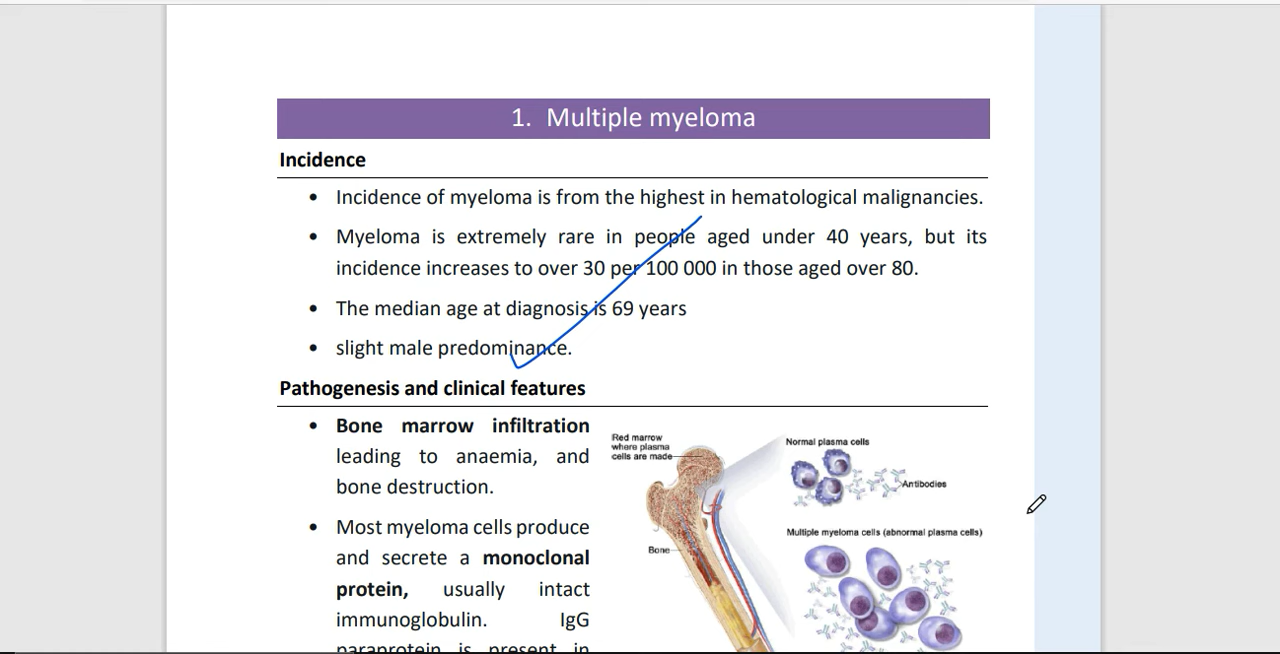 1. Multiple myeloma
Incidence
• Incidence of myeloma is from the highest in hematological malignancies.
• Myeloma is extremely rare in people aged under 40 years, but its
incidence increases to over 30 per 100 000 in those aged over 80.
• The median age at diagnosis is 69 years
• slight male predominance.
Pathogenesis and clinical features
• Bone marrow infiltration
leading to anaemia, and
bone destruction.
• Most myeloma cells produce
and secrete a monoclonal
protein, usually intact
immunoglobulin. IgG
paraprotein is present in
Red marrow
where plasma
cells are made
Bone
Normal plasma cells
Antibodies
Multiple myeloma cells (abnormal plasma cells)